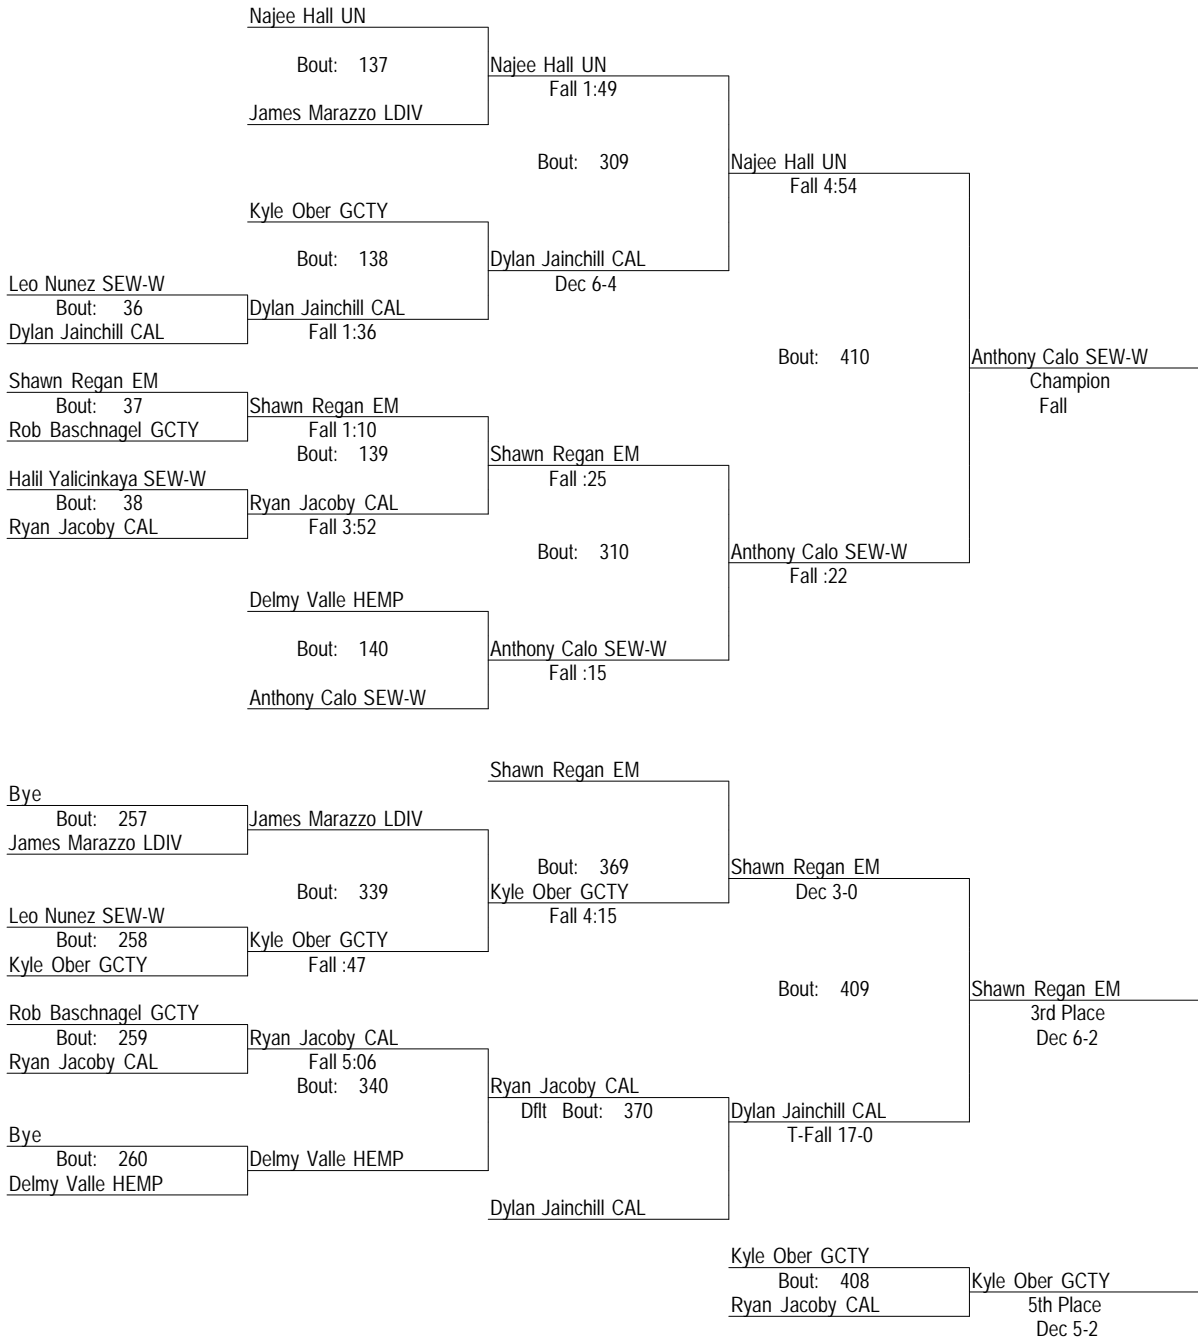 Najee Hall UN
Bout: 137
Najee Hall UN
Fall 1:49
James Marazzo LDIV
Bout: 309
Najee Hall UN
Fall 4:54
Kyle Ober GCTY
Bout: 138
Dylan Jainchill CAL
Dec 6-4
Leo Nunez SEW-W
Bout: 36
Dylan Jainchill CAL
Dylan Jainchill CAL
Fall 1:36
Bout: 410
Anthony Calo SEW-W
Champion
Fall
Shawn Regan EM
Bout: 37
Rob Baschnagel GCTY
Shawn Regan EM
Fall 1:10
Bout: 139
Shawn Regan EM
Fall :25
Halil Yalicinkaya SEW-W
Bout: 38
Ryan Jacoby CAL
Ryan Jacoby CAL
Fall 3:52
Bout: 310
Anthony Calo SEW-W
Fall :22
Delmy Valle HEMP
Bout: 140
Anthony Calo SEW-W
Fall :15
Anthony Calo SEW-W
Shawn Regan EM
Bye
Bout: 257
James Marazzo LDIV
James Marazzo LDIV
Bout: 369
Shawn Regan EM
Dec 3-0
Bout: 339
Kyle Ober GCTY
Fall 4:15
Leo Nunez SEW-W
Bout: 258
Kyle Ober GCTY
Kyle Ober GCTY
Fall :47
Bout: 409
Shawn Regan EM
3rd Place
Dec 6-2
Rob Baschnagel GCTY
Bout: 259
Ryan Jacoby CAL
Ryan Jacoby CAL
Fall 5:06
Bout: 340
Ryan Jacoby CAL
Dflt Bout: 370
Dylan Jainchill CAL
T-Fall 17-0
Bye
Bout: 260
Delmy Valle HEMP
Delmy Valle HEMP
Dylan Jainchill CAL
Kyle Ober GCTY
Bout: 408
Ryan Jacoby CAL
Kyle Ober GCTY
5th Place
Dec 5-2